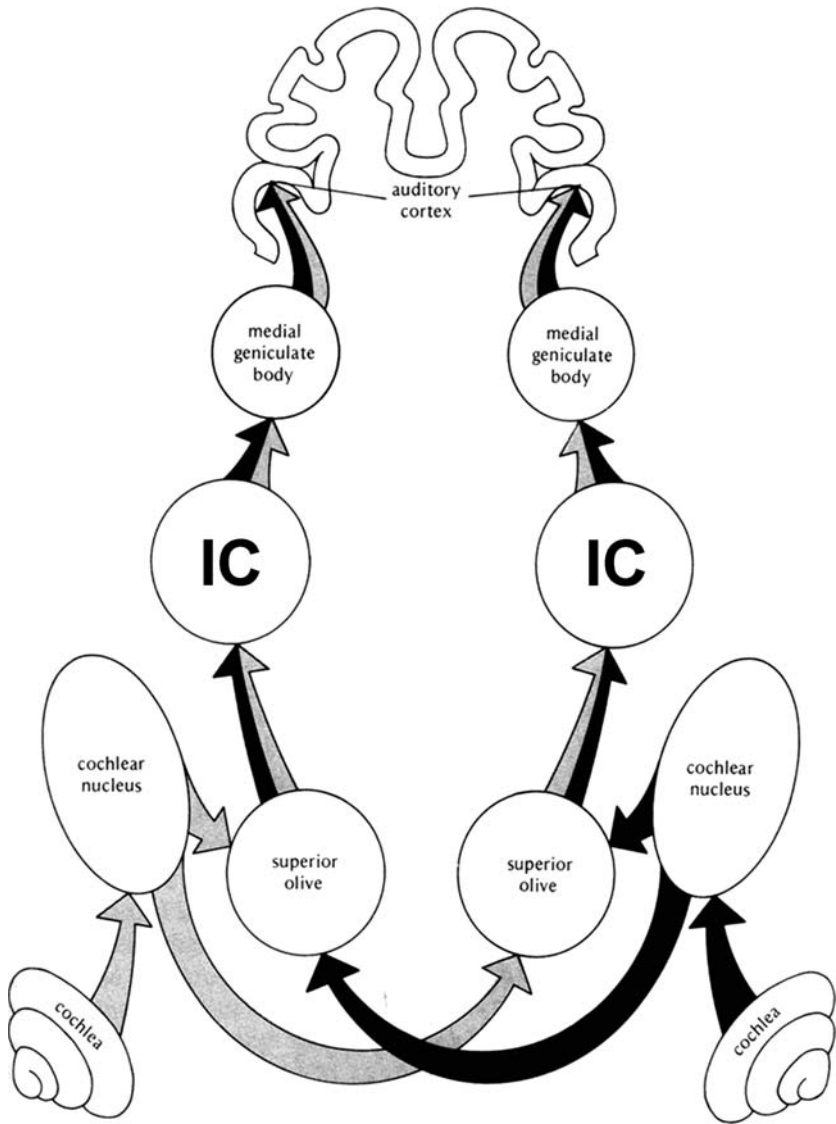 auditory
cortex
medial
geniculate
body
medial
geniculate
body
IC
IC
cochlear
nucleus
cochlear
nucleus
superior
olive
superior
olive
cochlea
cochlea